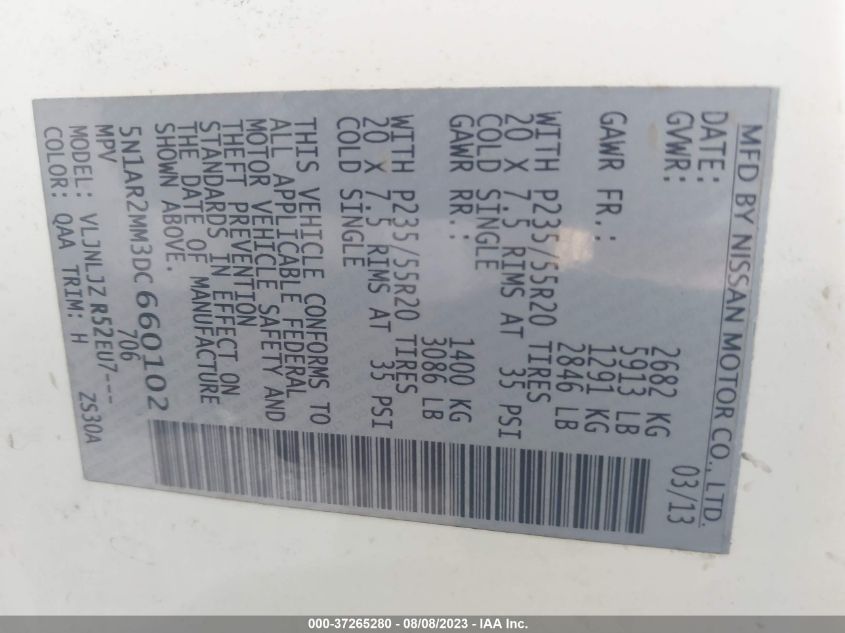 MFD BY NISSAN MOTOR CO., LTD.
DATE: 03/13
GVWR: 2682 KG
5913 LB
GAWR FR.: 1291 KG
2846 LB
WITH P235/55R20 TIRES
20 X 7.5 RIMS AT 35 PSI
COLD SINGLE
GAWR RR.: 1400 KG
3086 LB
WITH P235/55R20 TIRES
20 X 7.5 RIMS AT 35 PSI
COLD SINGLE
THIS VEHICLE CONFORMS TO
ALL APPLICABLE FEDERAL
MOTOR VEHICLE SAFETY AND
THEFT PREVENTION
STANDARDS IN EFFECT ON
THE DATE OF MANUFACTURE
SHOWN ABOVE.
5N1AR2MM3DC660102
MPV 706
MODEL: VLJNLJZ R52EU7---
COLOR: QAA TRIM: H ZS30A
000-37265280 - 08/08/2023 - IAA Inc.